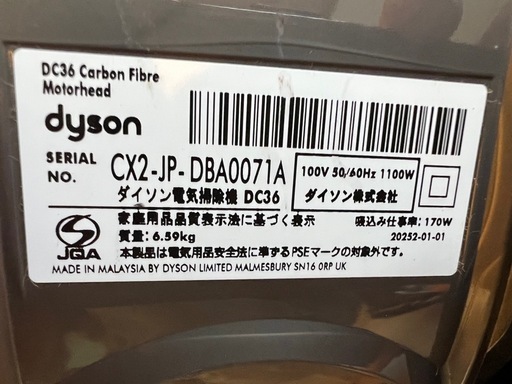 DC36 Carbon Fibre
Motorhead
dyson
SERIAL NO. CX2-JP-DBA0071A
100V 50/60Hz 1100W
ダイソン電気掃除機 DC36
ダイソン株式会社
家庭用品品質表示法に基づく表示
吸込み仕事率: 170W
質量: 6.59kg
20252-01-01
JQA
本製品は電気用品安全法に準ずるPSEマークの対象外です。
MADE IN MALAYSIA BY DYSON LIMITED MALMESBURY SN16 0RP UK